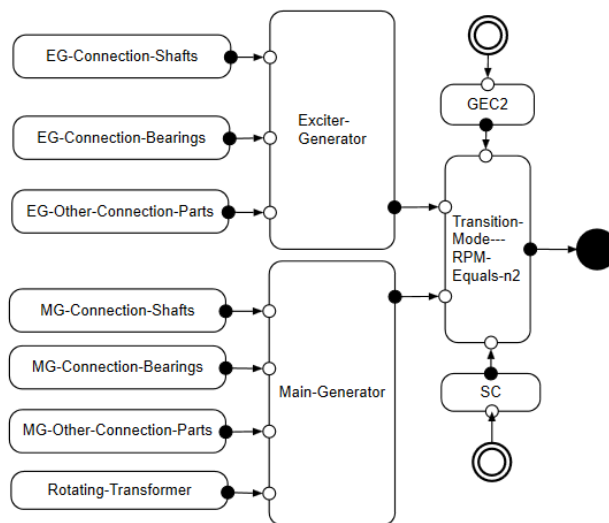 EG-Connection-Shafts
EG-Connection-Bearings
EG-Other-Connection-Parts
Exciter-
Generator
GEC2
Transition-
Mode---
RPM-
Equals-n2
MG-Connection-Shafts
MG-Connection-Bearings
MG-Other-Connection-Parts
Rotating-Transformer
Main-Generator
SC